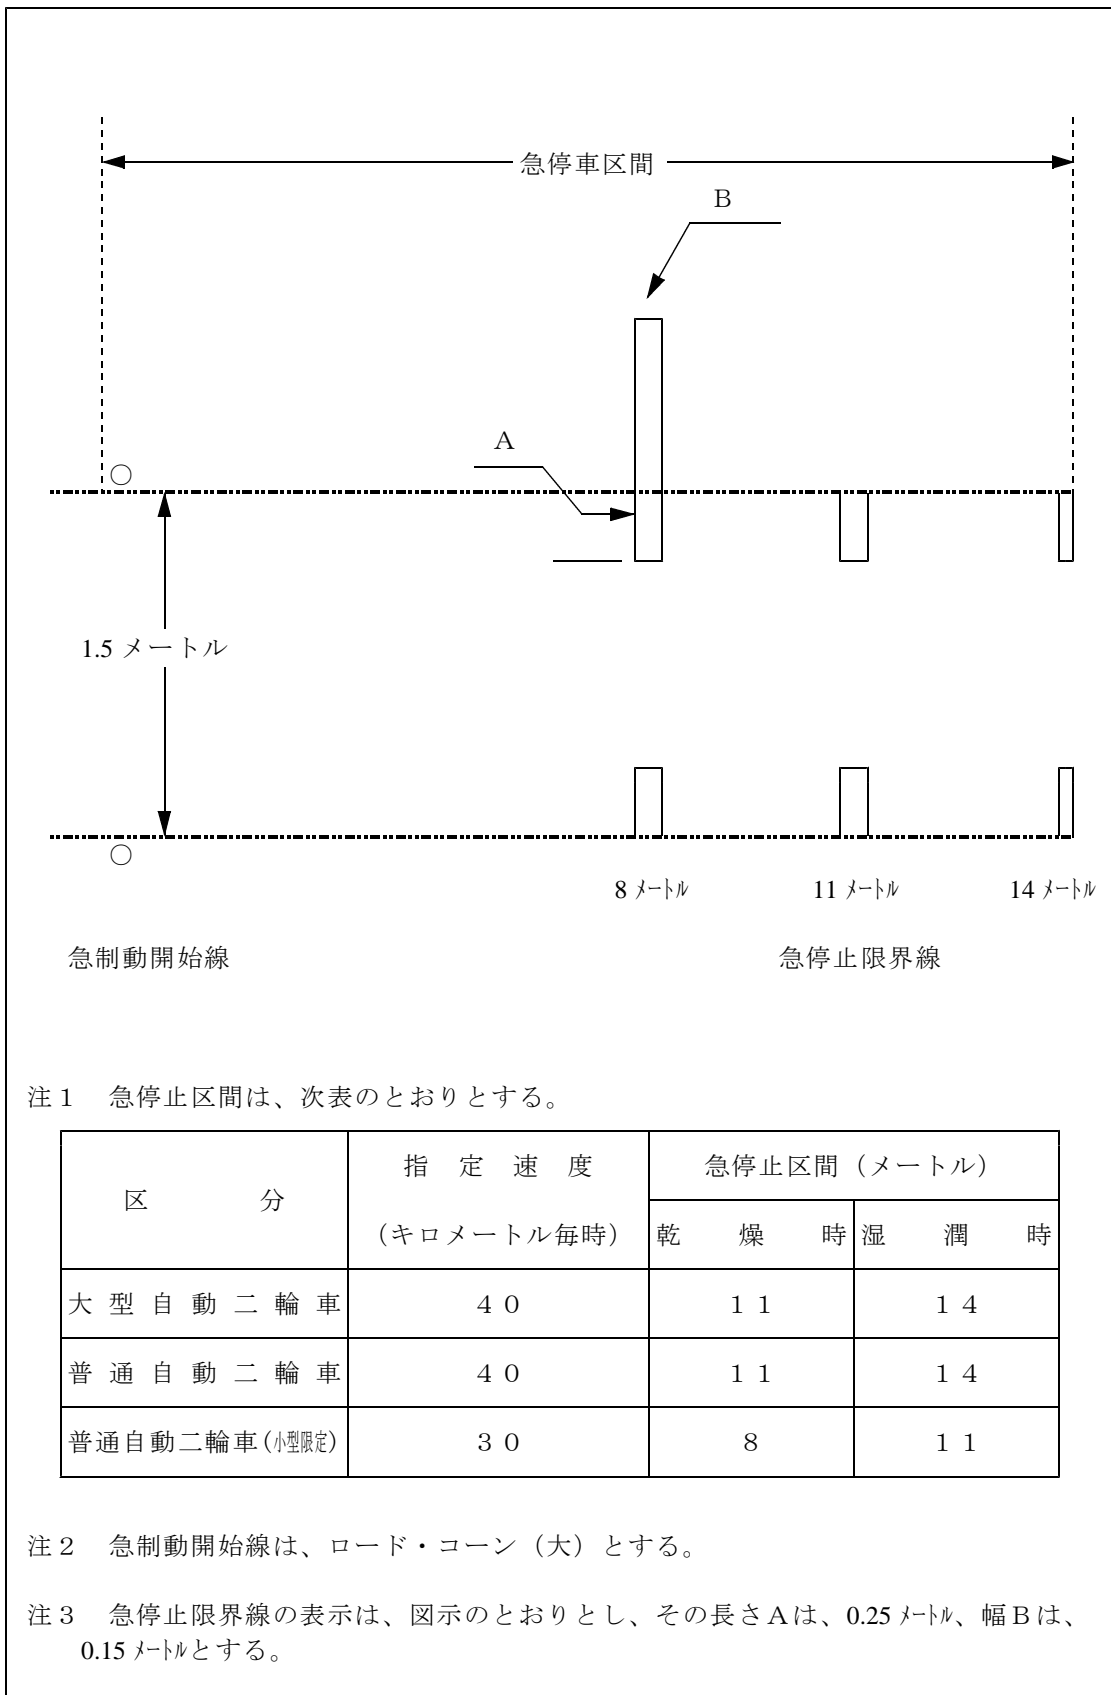 急停車区間
B
A
1.5 メートル
8 メートル 11 メートル 14 メートル
急制動開始線 急停止限界線
注１ 急停止区間は、次表のとおりとする。
区分 指定速度 急停止区間（メートル）
（キロメートル毎時） 乾燥時 湿潤時
大型自動二輪車 ４０ １１ １４
普通自動二輪車 ４０ １１ １４
普通自動二輪車(小型限定) ３０ ８ １１
注２ 急制動開始線は、ロード・コーン（大）とする。
注３ 急停止限界線の表示は、図示のとおりとし、その長さＡは、0.25 メートル、幅Ｂは、
0.15 メートルとする。